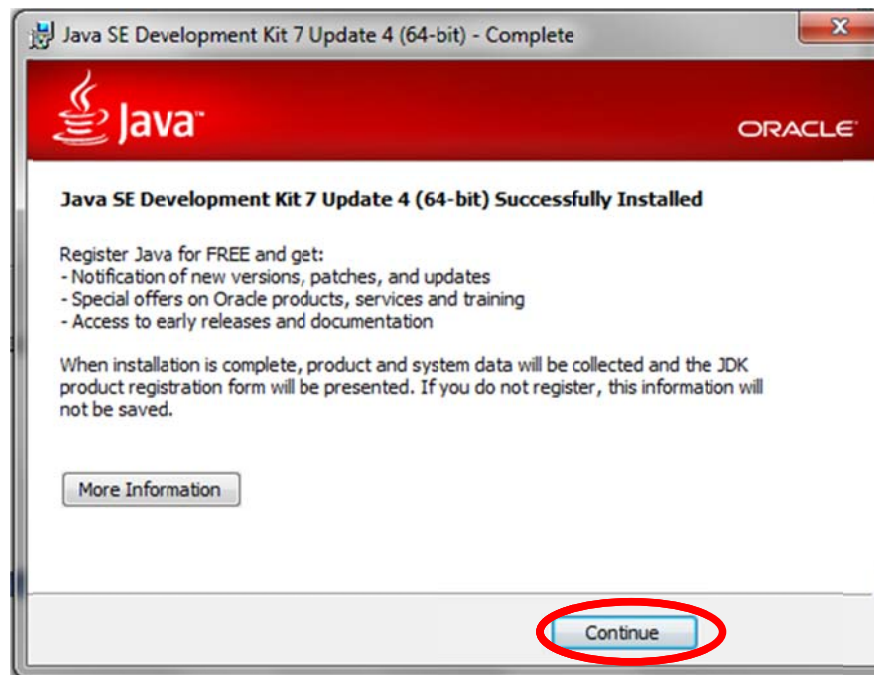 Java SE Development Kit 7 Update 4 (64-bit) - Complete
Java™
ORACLE®
Java SE Development Kit 7 Update 4 (64-bit) Successfully Installed
Register Java for FREE and get:
- Notification of new versions, patches, and updates
- Special offers on Oracle products, services and training
- Access to early releases and documentation
When installation is complete, product and system data will be collected and the JDK
product registration form will be presented. If you do not register, this information will
not be saved.
More Information
Continue